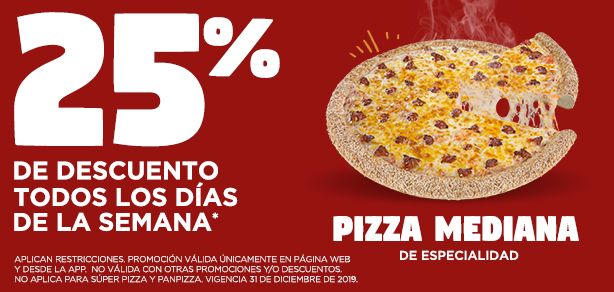 25%
DE DESCUENTO
TODOS LOS DÍAS
DE LA SEMANA*
PIZZA MEDIANA
DE ESPECIALIDAD
APLICAN RESTRICCIONES. PROMOCIÓN VÁLIDA ÚNICAMENTE EN PÁGINA WEB
Y DESDE LA APP. NO VÁLIDA CON OTRAS PROMOCIONES Y/O DESCUENTOS.
NO APLICA PARA SÚPER PIZZA Y PANPIZZA. VIGENCIA 31 DE DICIEMBRE DE 2019.